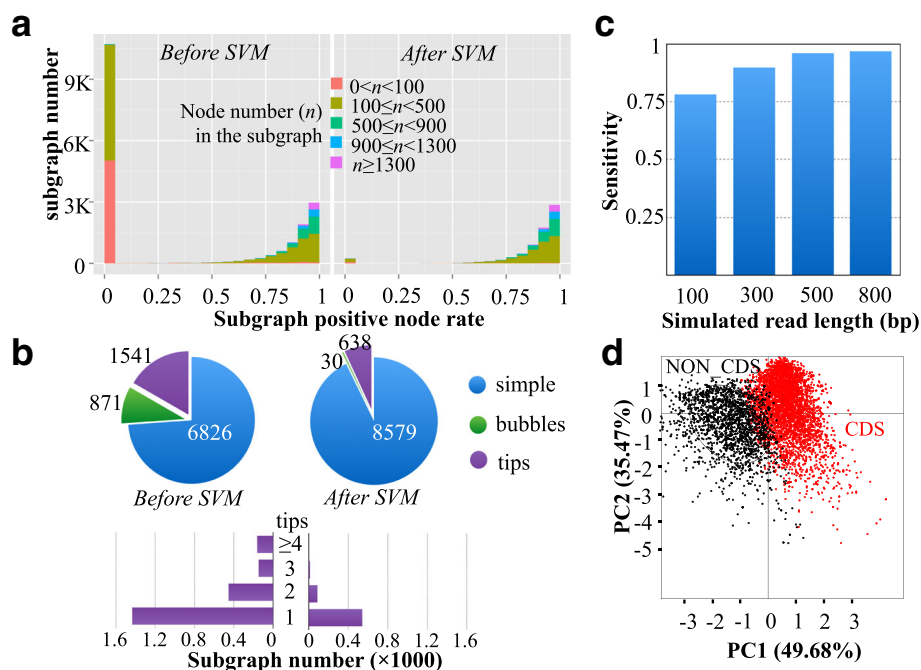 a
subgraph number
9K
6K
3K
0
Before SVM
After SVM
Node number (n)
in the subgraph
0<n<100
100≤n<500
500≤n<900
900≤n<1300
n≥1300
0 0.25 0.5 0.75 1 0 0.25 0.5 0.75 1
Subgraph positive node rate
b
1541
871
6826
Before SVM
638
30
8579
After SVM
simple
bubbles
tips
tips
≥4
3
2
1
1.6 1.2 0.8 0.4 0 0 0.4 0.8 1.2 1.6
Subgraph number (×1000)
c
Sensitivity
1
0.75
0.5
0.25
100 300 500 800
Simulated read length (bp)
d
NON_CDS
CDS
PC2 (35.47%)
1
0
-1
-2
-3
-4
-5
-3 -2 -1 0 1 2 3
PC1 (49.68%)